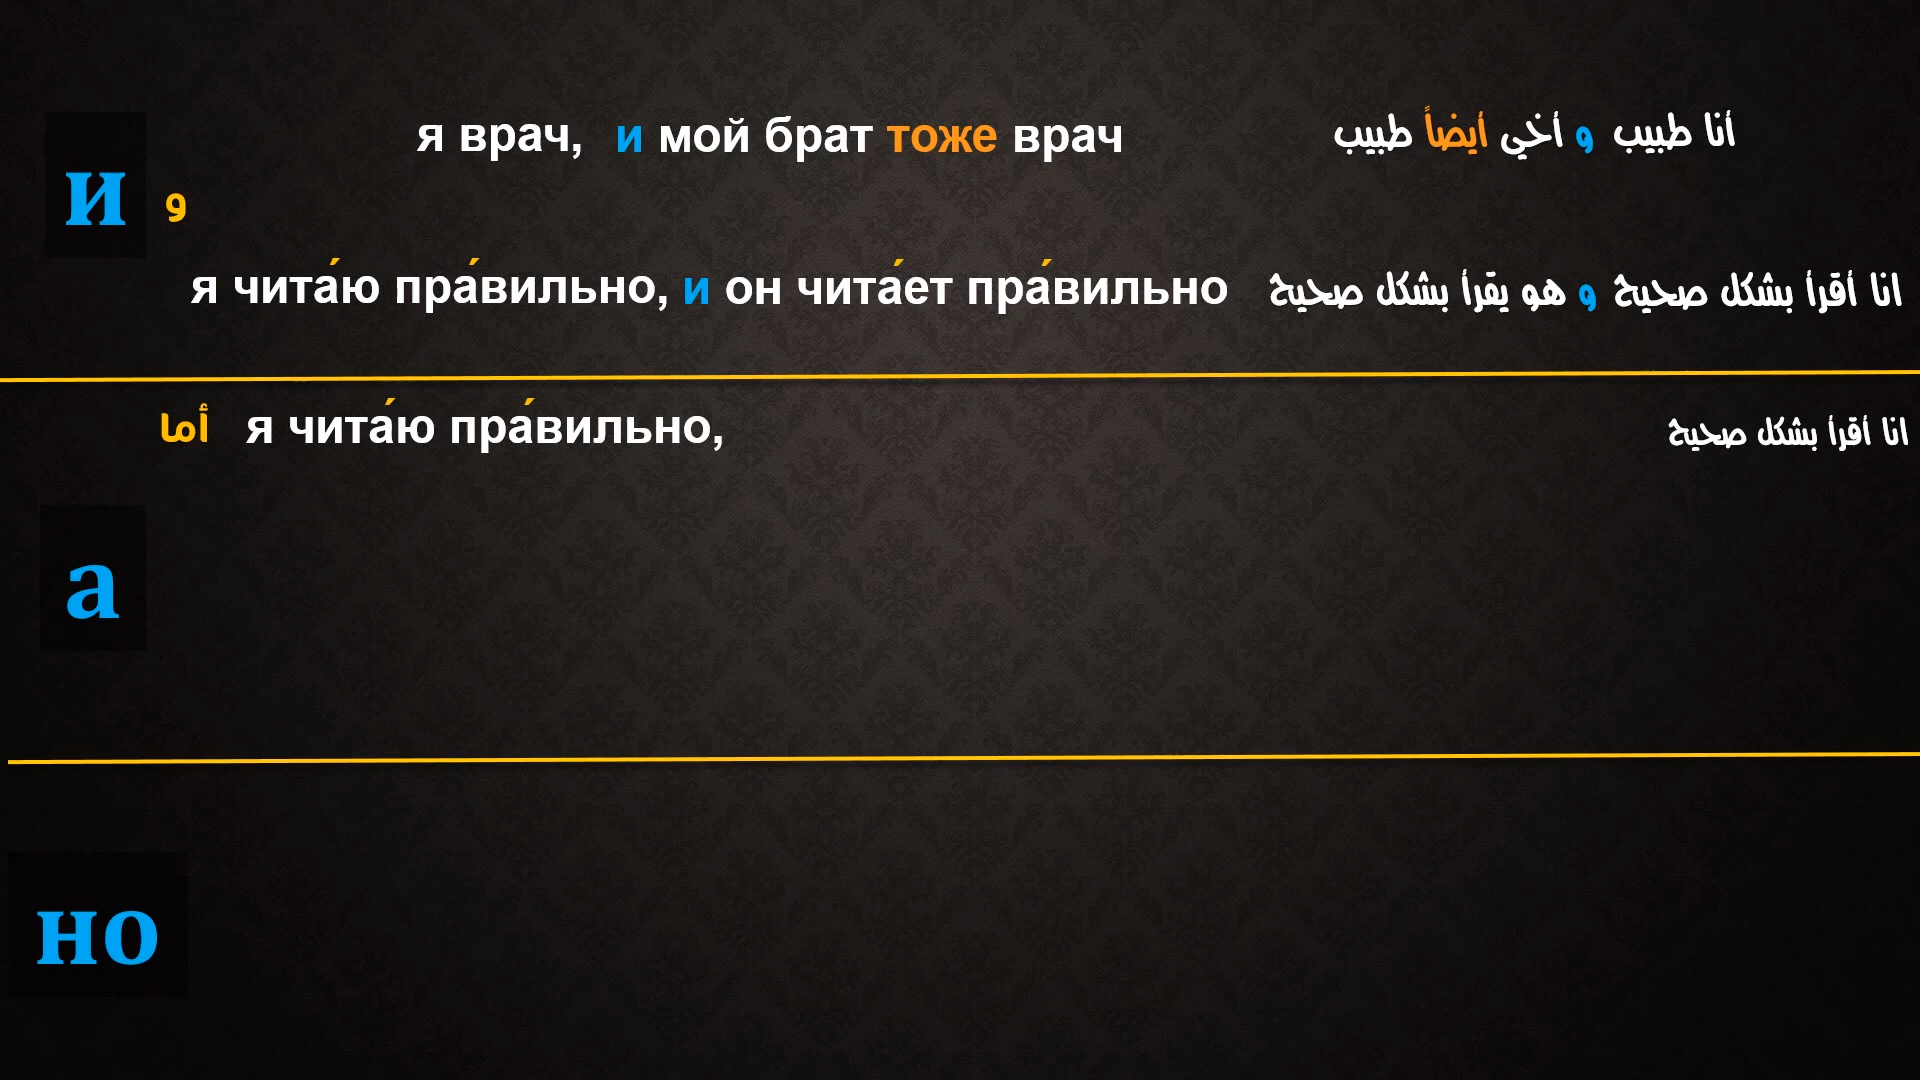 я врач, и мой брат тоже врач أنا طبيب و أخي أيضاً طبيب
и و
я чита́ю пра́вильно, и он чита́ет пра́вильно انا أقرأ بشكل صحيح و هو يقرأ بشكل صحيح
أما я чита́ю пра́вильно, انا أقرأ بشكل صحيح
а
но